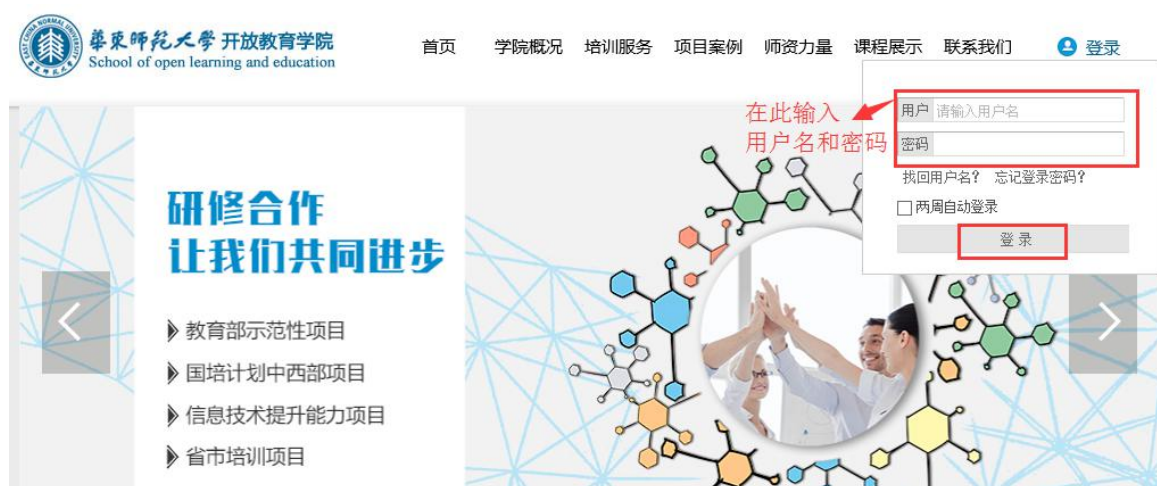 華東師範大學 开放教育学院
School of open learning and education
首页 学院概况 培训服务 项目案例 师资力量 课程展示 联系我们 登录
在此输入
用户名和密码
用户 请输入用户名
密码
找回用户名? 忘记登录密码?
两周自动登录
登 录
研修合作
让我们共同进步
教育部示范性项目
国培计划中西部项目
信息技术提升能力项目
省市培训项目